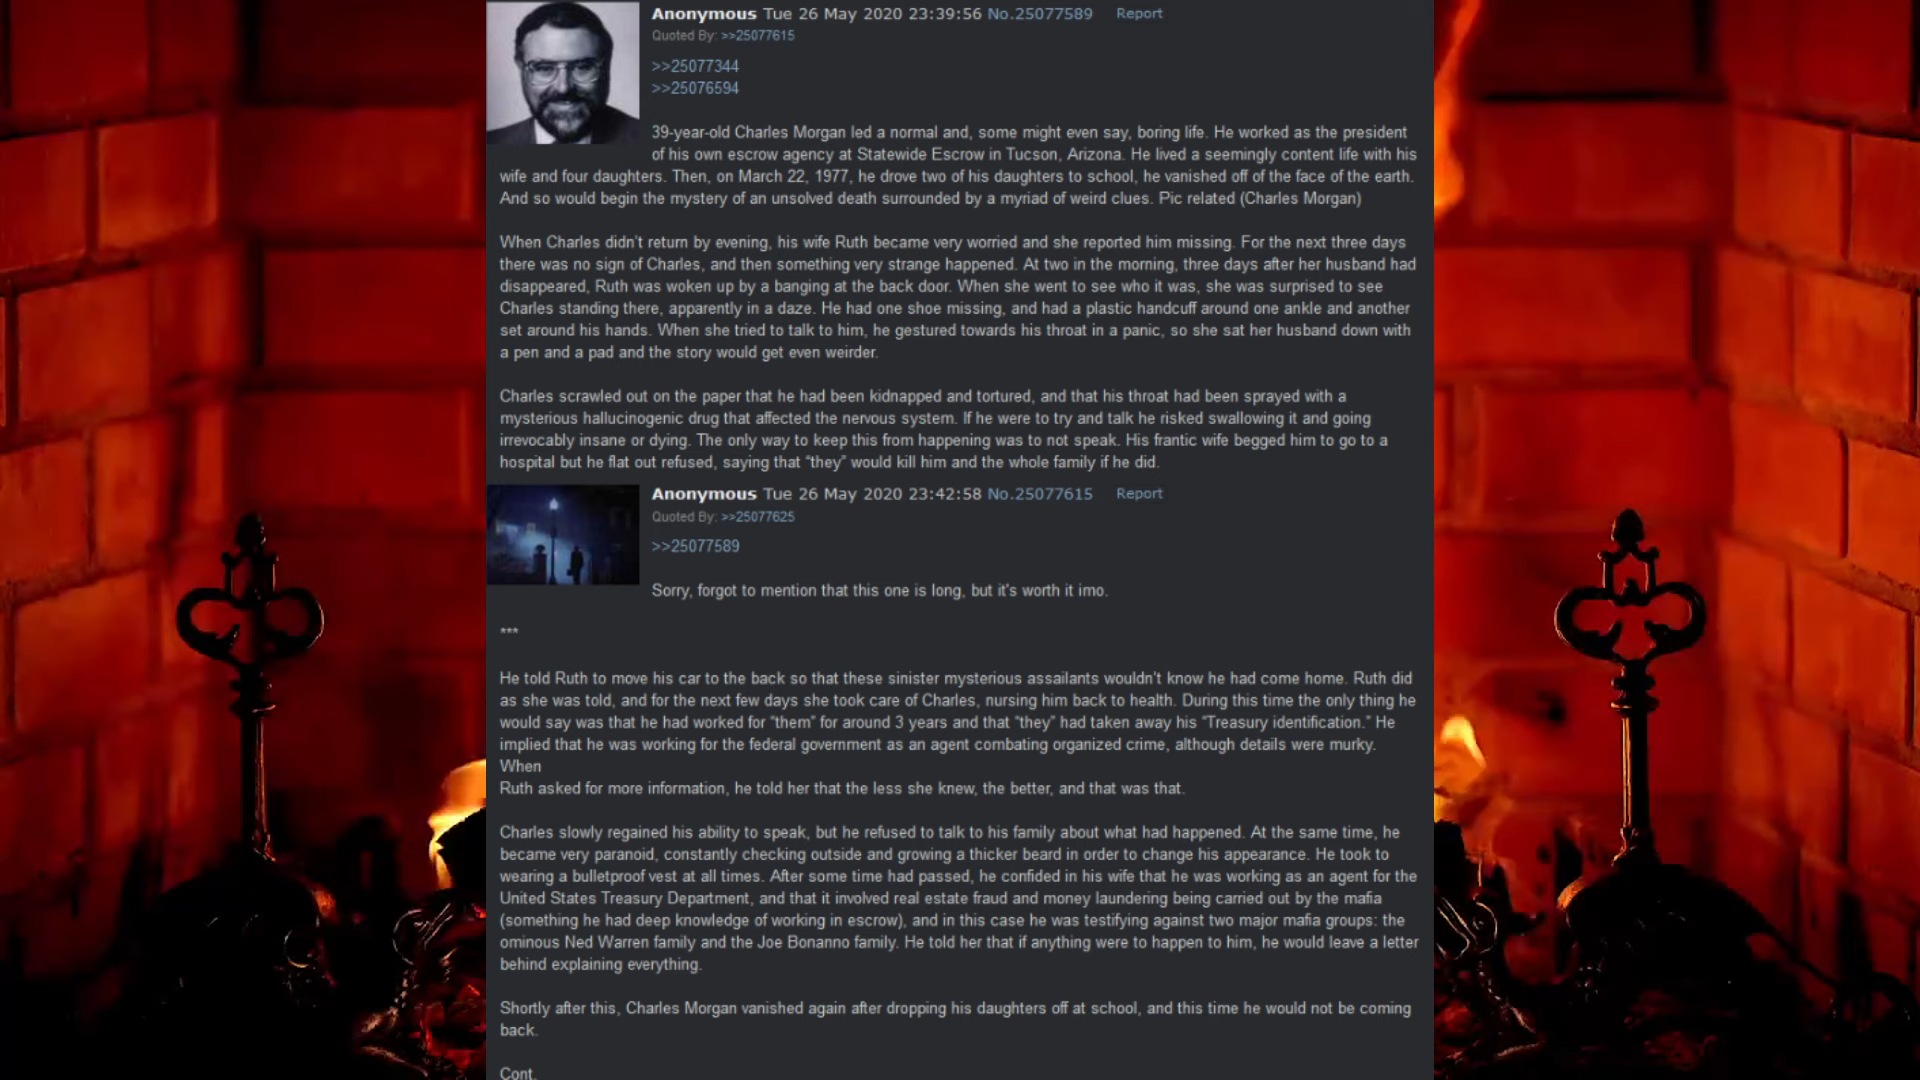 Anonymous Tue 26 May 2020 23:39:56 No.25077589 Report
Quoted By: >>25077615
>>25077344
>>25076594
39-year-old Charles Morgan led a normal and, some might even say, boring life. He worked as the president
of his own escrow agency at Statewide Escrow in Tucson, Arizona. He lived a seemingly content life with his
wife and four daughters. Then, on March 22, 1977, he drove two of his daughters to school, he vanished off of the face of the earth.
And so would begin the mystery of an unsolved death surrounded by a myriad of weird clues. Pic related (Charles Morgan)
When Charles didn't return by evening, his wife Ruth became very worried and she reported him missing. For the next three days
there was no sign of Charles, and then something very strange happened. At two in the morning, three days after her husband had
disappeared, Ruth was woken up by a banging at the back door. When she went to see who it was, she was surprised to see
Charles standing there, apparently in a daze. He had one shoe missing, and had a plastic handcuff around one ankle and another
set around his hands. When she tried to talk to him, he gestured towards his throat in a panic, so she sat her husband down with
a pen and a pad and the story would get even weirder.
Charles scrawled out on the paper that he had been kidnapped and tortured, and that his throat had been sprayed with a
mysterious hallucinogenic drug that affected the nervous system. If he were to try and talk he risked swallowing it and going
irrevocably insane or dying. The only way to keep this from happening was to not speak. His frantic wife begged him to go to a
hospital but he flat out refused, saying that “they” would kill him and the whole family if he did.
Anonymous Tue 26 May 2020 23:42:58 No.25077615 Report
Quoted By: >>25077625
>>25077589
Sorry, forgot to mention that this one is long, but it's worth it imo.
***
He told Ruth to move his car to the back so that these sinister mysterious assailants wouldn't know he had come home. Ruth did
as she was told, and for the next few days she took care of Charles, nursing him back to health. During this time the only thing he
would say was that he had worked for “them” for around 3 years and that “they” had taken away his “Treasury identification.” He
implied that he was working for the federal government as an agent combating organized crime, although details were murky.
When
Ruth asked for more information, he told her that the less she knew, the better, and that was that.
Charles slowly regained his ability to speak, but he refused to talk to his family about what had happened. At the same time, he
became very paranoid, constantly checking outside and growing a thicker beard in order to change his appearance. He took to
wearing a bulletproof vest at all times. After some time had passed, he confided in his wife that he was working as an agent for the
United States Treasury Department, and that it involved real estate fraud and money laundering being carried out by the mafia
(something he had deep knowledge of working in escrow), and in this case he was testifying against two major mafia groups: the
ominous Ned Warren family and the Joe Bonanno family. He told her that if anything were to happen to him, he would leave a letter
behind explaining everything.
Shortly after this, Charles Morgan vanished again after dropping his daughters off at school, and this time he would not be coming
back.
Cont.